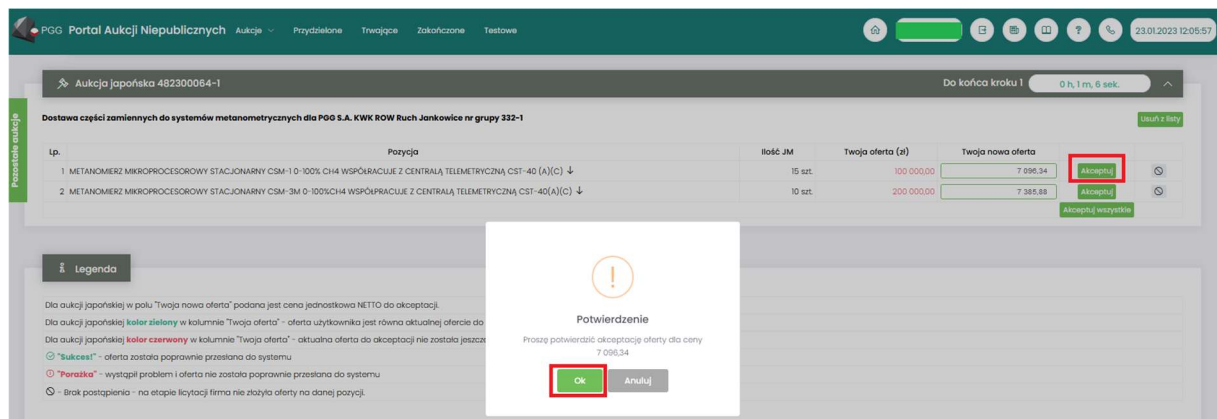 PGG Portal Aukcji Niepublicznych Aukcje Przydzielone Trwające Zakończone Testowe 23.01.2023 12:05:57
Aukcja japońska 482300064-1 Do końca kroku 1 0 h, 1 m, 6 sek.
Pozostałe aukcje
Dostawa części zamiennych do systemów metanometrycznych dla PGG S.A. KWK ROW Ruch Jankowice nr grupy 332-1 Usuń z listy
Lp. Pozycja Ilość JM Twoja oferta (zł) Twoja nowa oferta
1 METANOMIERZ MIKROPROCESOROWY STACJONARNY CSM-1 0-100% CH4 WSPÓŁRACUJE Z CENTRALĄ TELEMETRYCZNĄ CST-40 (A)(C) ↓ 15 szt. 100 000,00 7 096,34 Akceptuj
2 METANOMIERZ MIKROPROCESOROWY STACJONARNY CSM-3M 0-100%CH4 WSPÓŁPRACUJE Z CENTRALĄ TELEMETRYCZNĄ CST-40(A)(C) ↓ 10 szt. 200 000,00 7 385,88 Akceptuj
Akceptuj wszystkie
Legenda
Dla aukcji japońskiej w polu "Twoja nowa oferta" podana jest cena jednostkowa NETTO do akceptacji.
Dla aukcji japońskiej kolor zielony w kolumnie "Twoja oferta" - oferta użytkownika jest równa aktualnej ofercie do
Dla aukcji japońskiej kolor czerwony w kolumnie "Twoja oferta" - aktualna oferta do akceptacji nie została jeszcze
"Sukces!" - oferta została poprawnie przesłana do systemu
"Porażka" - wystąpił problem i oferta nie została poprawnie przesłana do systemu
- Brak postąpienia - na etapie licytacji firma nie złożyła oferty na danej pozycji.
Potwierdzenie
Proszę potwierdzić akceptację oferty dla ceny
7 096,34
Ok Anuluj